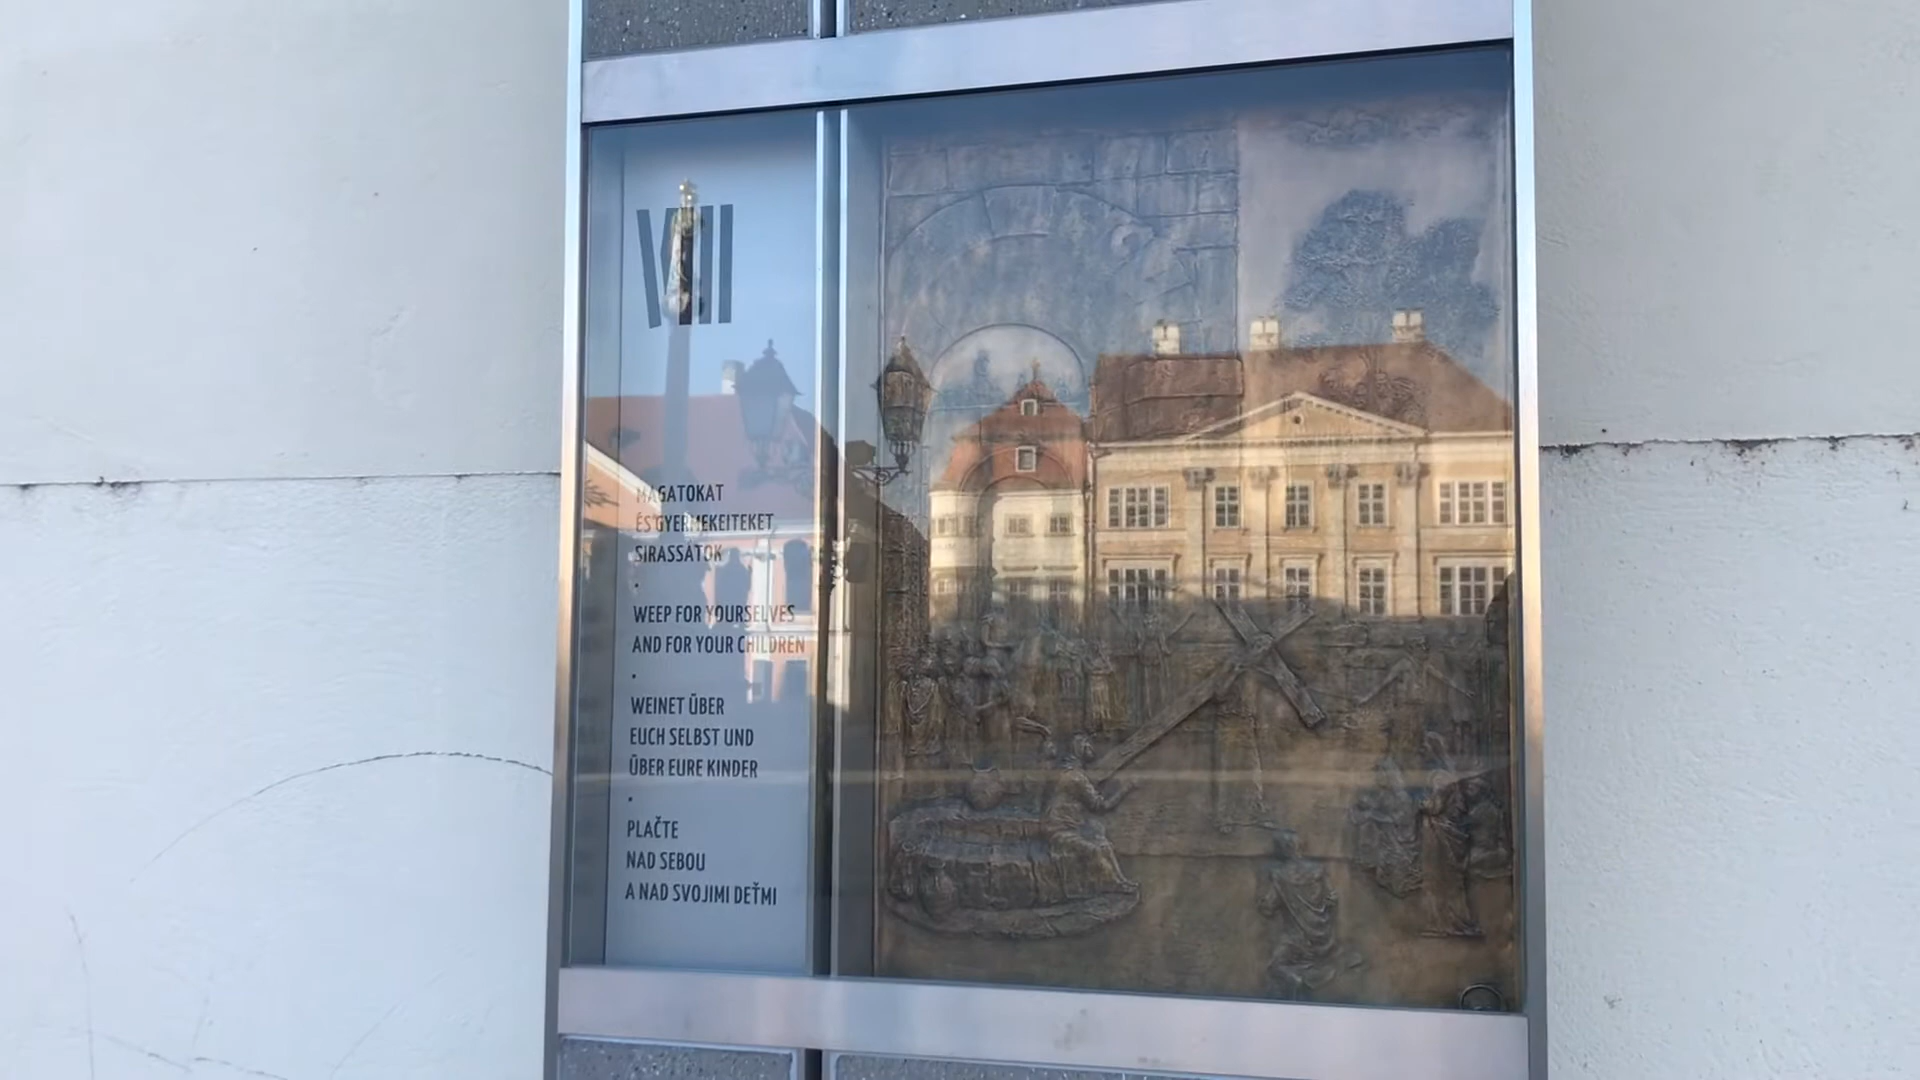 VIII
MAGATOKAT
ÉS GYERMEKEITEKET
SIRASSÁTOK
•
WEEP FOR YOURSELVES
AND FOR YOUR CHILDREN
•
WEINET ÜBER
EUCH SELBST UND
ÜBER EURE KINDER
•
PLAČTE
NAD SEBOU
A NAD SVOJIMI DEŤMI